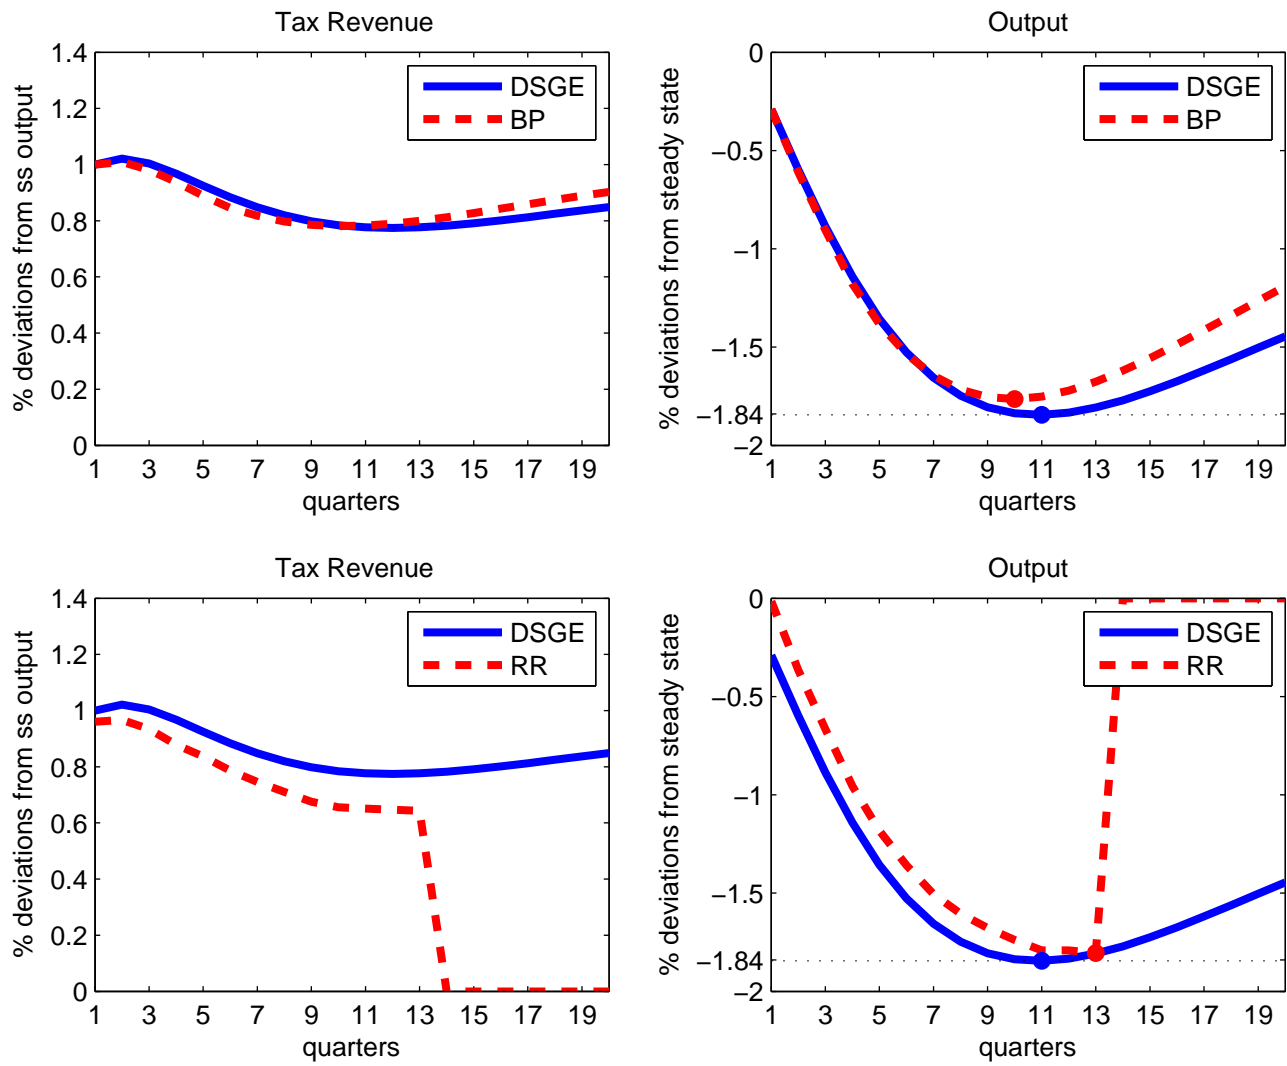 Tax Revenue
% deviations from ss output
1.4
1.2
1
0.8
0.6
0.4
0.2
0
DSGE
BP
1 3 5 7 9 11 13 15 17 19
quarters
Output
% deviations from steady state
0
−0.5
−1
−1.5
−1.84
−2
DSGE
BP
1 3 5 7 9 11 13 15 17 19
quarters
Tax Revenue
% deviations from ss output
1.4
1.2
1
0.8
0.6
0.4
0.2
0
DSGE
RR
1 3 5 7 9 11 13 15 17 19
quarters
Output
% deviations from steady state
0
−0.5
−1
−1.5
−1.84
−2
DSGE
RR
1 3 5 7 9 11 13 15 17 19
quarters